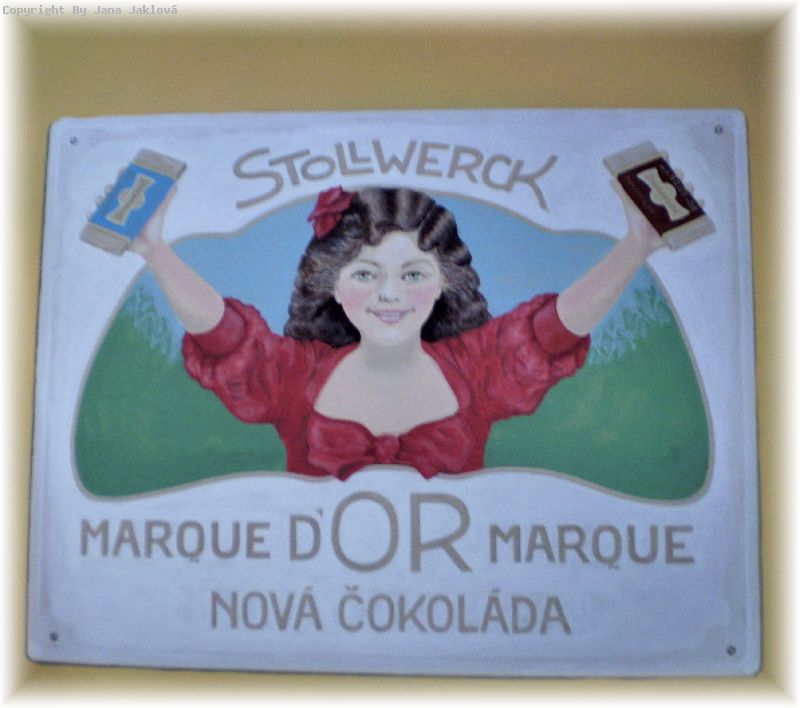 Copyright By Jana Jaklová
STOLLWERCK
MARQUE D'OR MARQUE
NOVÁ ČOKOLÁDA